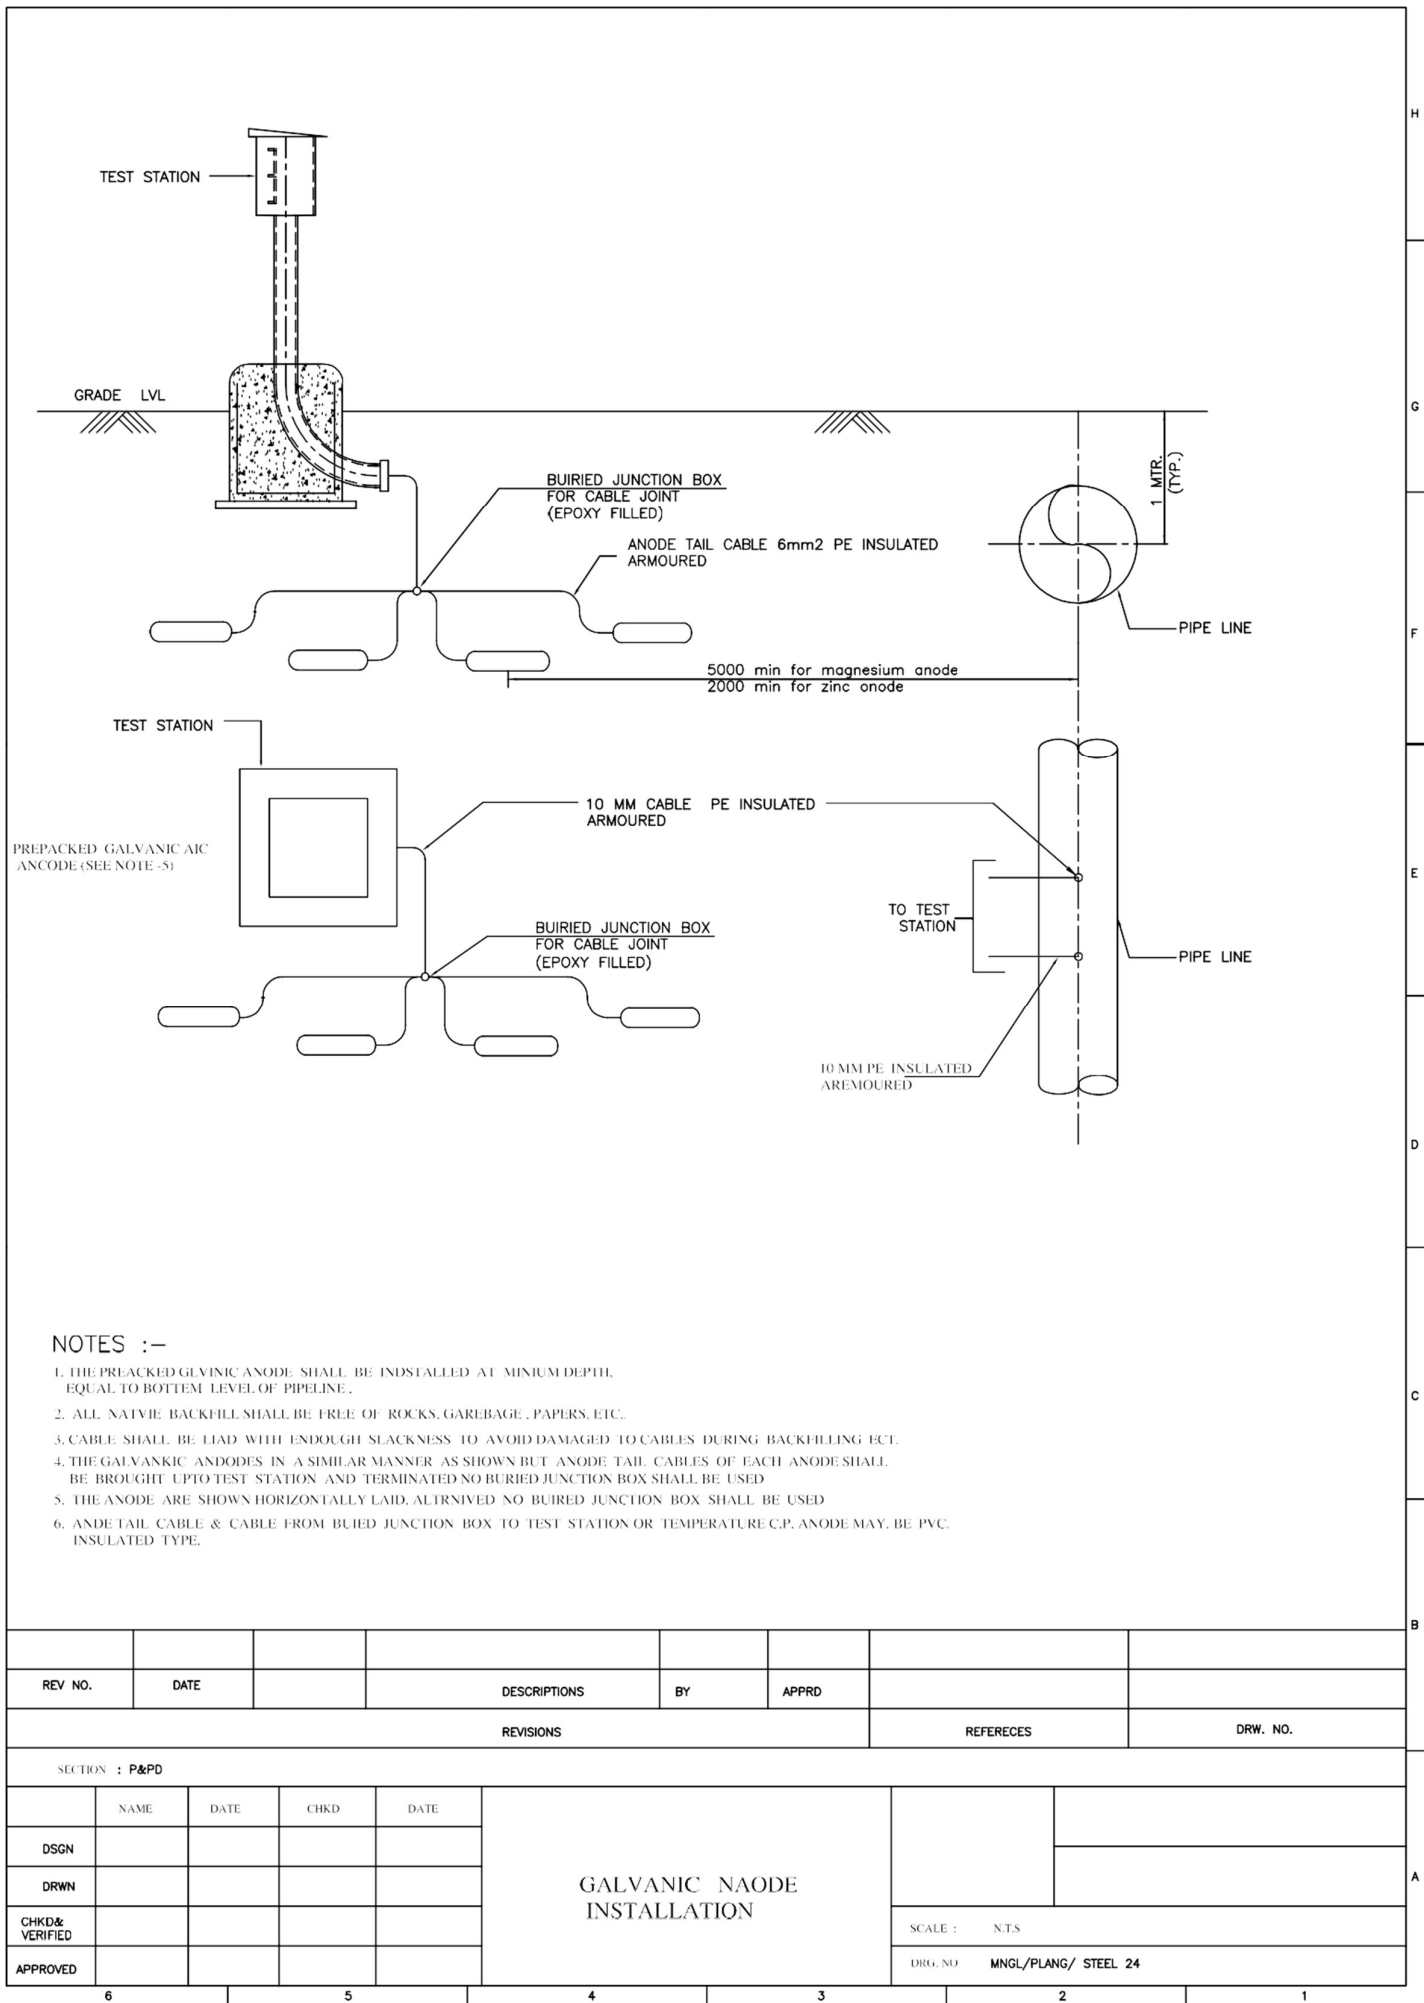 H
TEST STATION
GRADE LVL
G
1 MTR.
(TYP.)
BUIRIED JUNCTION BOX
FOR CABLE JOINT
(EPOXY FILLED)
ANODE TAIL CABLE 6mm2 PE INSULATED
ARMOURED
PIPE LINE
F
5000 min for magnesium anode
2000 min for zinc onode
TEST STATION
10 MM CABLE PE INSULATED
ARMOURED
PREPACKED GALVANIC AIC
ANCODE (SEE NOTE -5)
E
TO TEST
STATION
BUIRIED JUNCTION BOX
FOR CABLE JOINT
(EPOXY FILLED)
PIPE LINE
10 MM PE INSULATED
AREMOURED
D
NOTES :-
1. THE PREACKED GLVINIC ANODE SHALL BE INDSTALLED AT MINIUM DEPTH,
EQUAL TO BOTTEM LEVEL OF PIPELINE .
C
2. ALL NATVIE BACKFILL SHALL BE FREE OF ROCKS, GAREBAGE , PAPERS, ETC..
3. CABLE SHALL BE LIAD WITH ENDOUGH SLACKNESS TO AVOID DAMAGED TO CABLES DURING BACKFILLING ECT.
4. THE GALVANKIC ANDODES IN A SIMILAR MANNER AS SHOWN BUT ANODE TAIL CABLES OF EACH ANODE SHALL
BE BROUGHT UPTO TEST STATION AND TERMINATED NO BURIED JUNCTION BOX SHALL BE USED
5. THE ANODE ARE SHOWN HORIZONTALLY LAID, ALTRNIVED NO BUIRED JUNCTION BOX SHALL BE USED
6. ANDE TAIL CABLE & CABLE FROM BUIED JUNCTION BOX TO TEST STATION OR TEMPERATURE C.P. ANODE MAY. BE PVC.
INSULATED TYPE.
B
REV NO. DATE DESCRIPTIONS BY APPRD
REVISIONS REFERECES DRW. NO.
SECTION : P&PD
NAME DATE CHKD DATE
DSGN
DRWN
CHKD&
VERIFIED
APPROVED
GALVANIC NAODE
INSTALLATION
A
SCALE : N.T.S
DRG. NO MNGL/PLANG/ STEEL 24
6 5 4 3 2 1